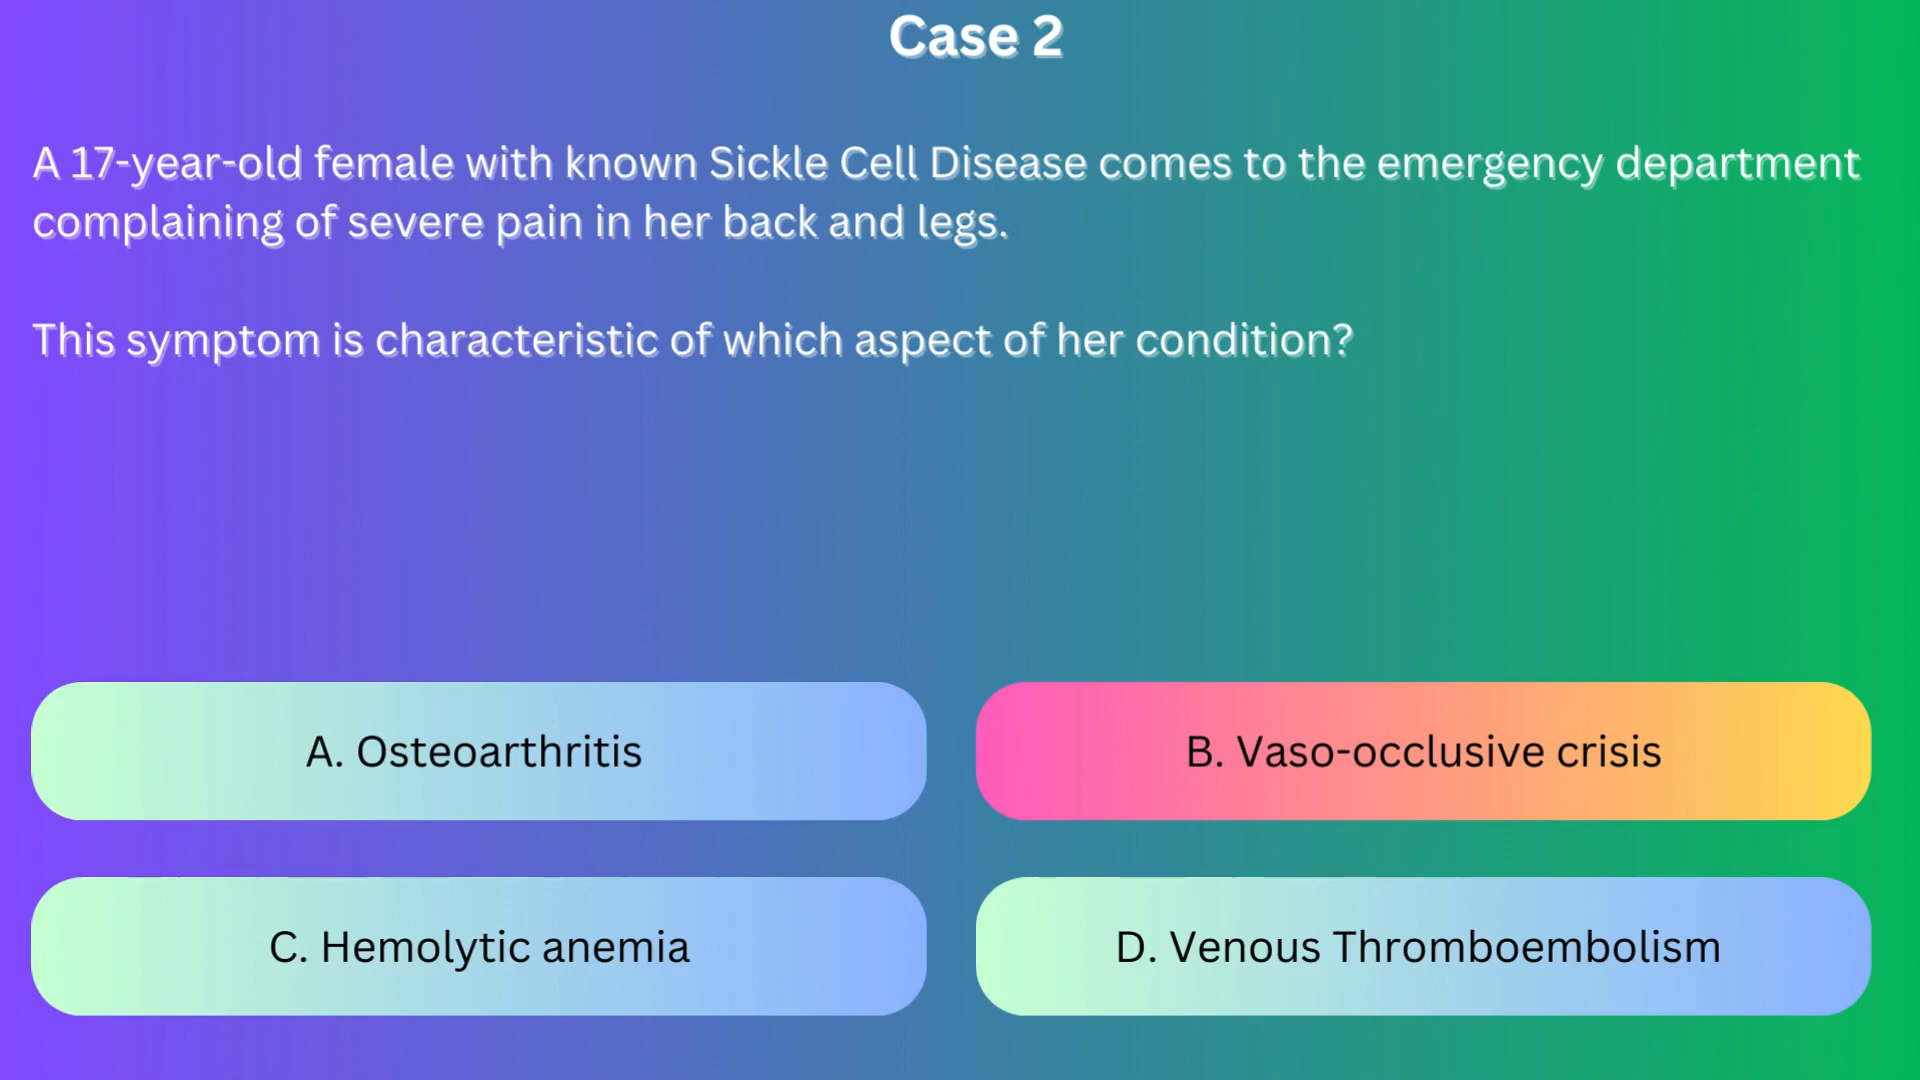 Case 2
A 17-year-old female with known Sickle Cell Disease comes to the emergency department
complaining of severe pain in her back and legs.
This symptom is characteristic of which aspect of her condition?
A. Osteoarthritis
B. Vaso-occlusive crisis
C. Hemolytic anemia
D. Venous Thromboembolism